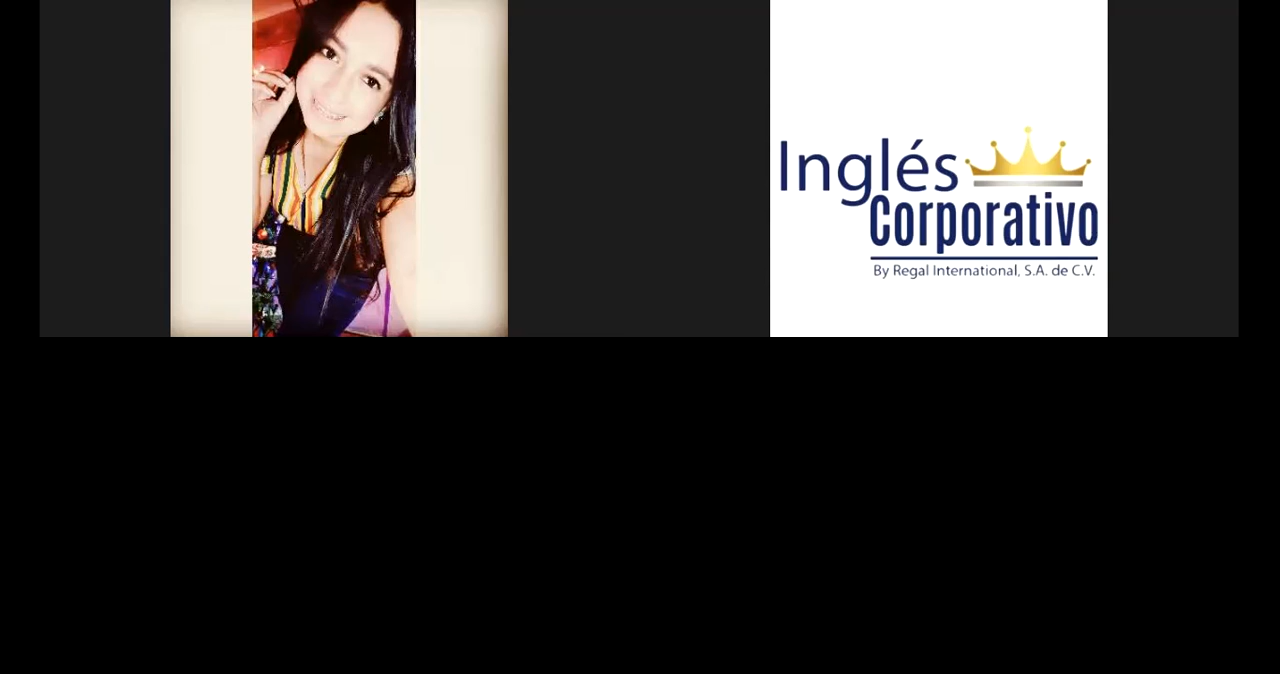 Inglés
Corporativo
By Regal International, S.A. de C.V.